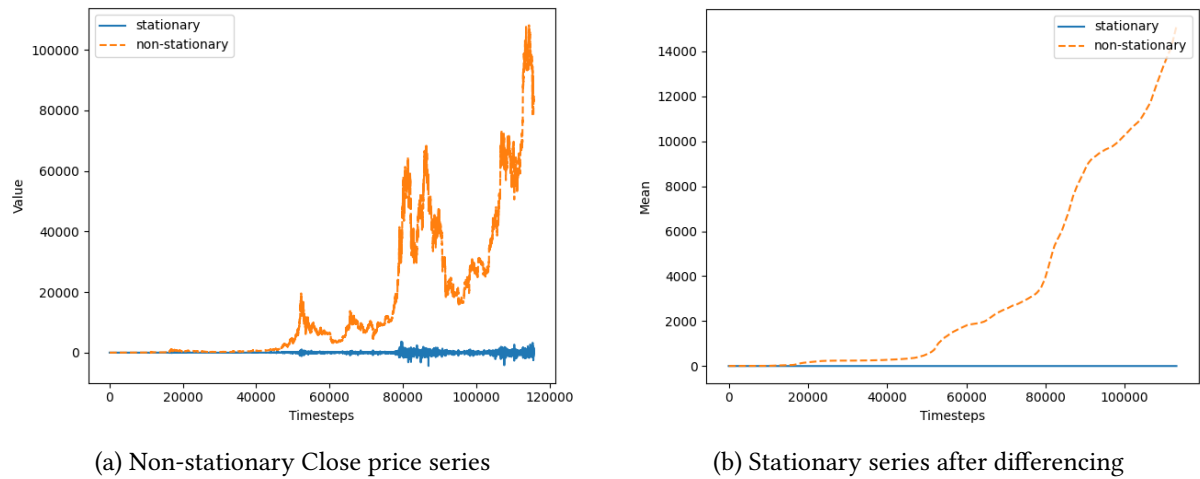 stationary
non-stationary
100000
80000
60000
40000
20000
0
Value
0
20000
40000
60000
80000
100000
120000
Timesteps
(a) Non-stationary Close price series
stationary
non-stationary
14000
12000
10000
8000
6000
4000
2000
0
Mean
0
20000
40000
60000
80000
100000
Timesteps
(b) Stationary series after differencing